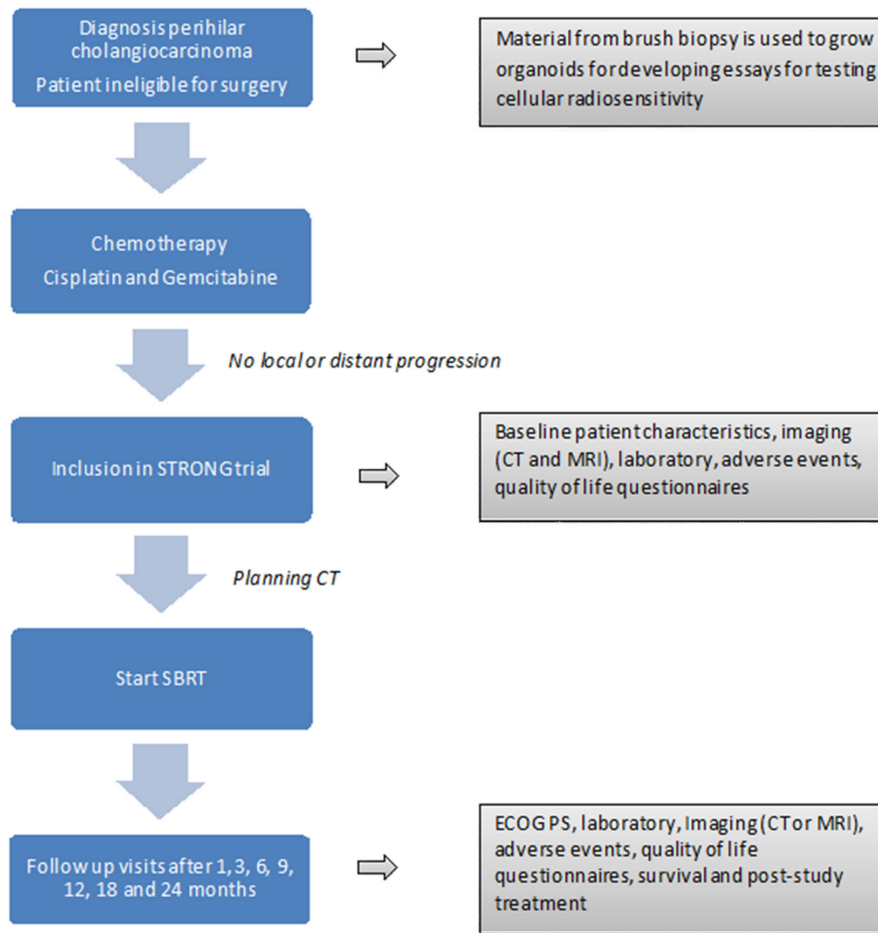 Diagnosis perihilar
cholangiocarcinoma
Patient ineligible for surgery
Material from brush biopsy is used to grow
organoids for developing essays for testing
cellular radiosensitivity
Chemotherapy
Cisplatin and Gemcitabine
No local or distant progression
Inclusion in STRONG trial
Baseline patient characteristics, imaging
(CT and MRI), laboratory, adverse events,
quality of life questionnaires
Planning CT
Start SBRT
Follow up visits after 1, 3, 6, 9,
12, 18 and 24 months
ECOG PS, laboratory, Imaging (CT or MRI),
adverse events, quality of life
questionnaires, survival and post-study
treatment